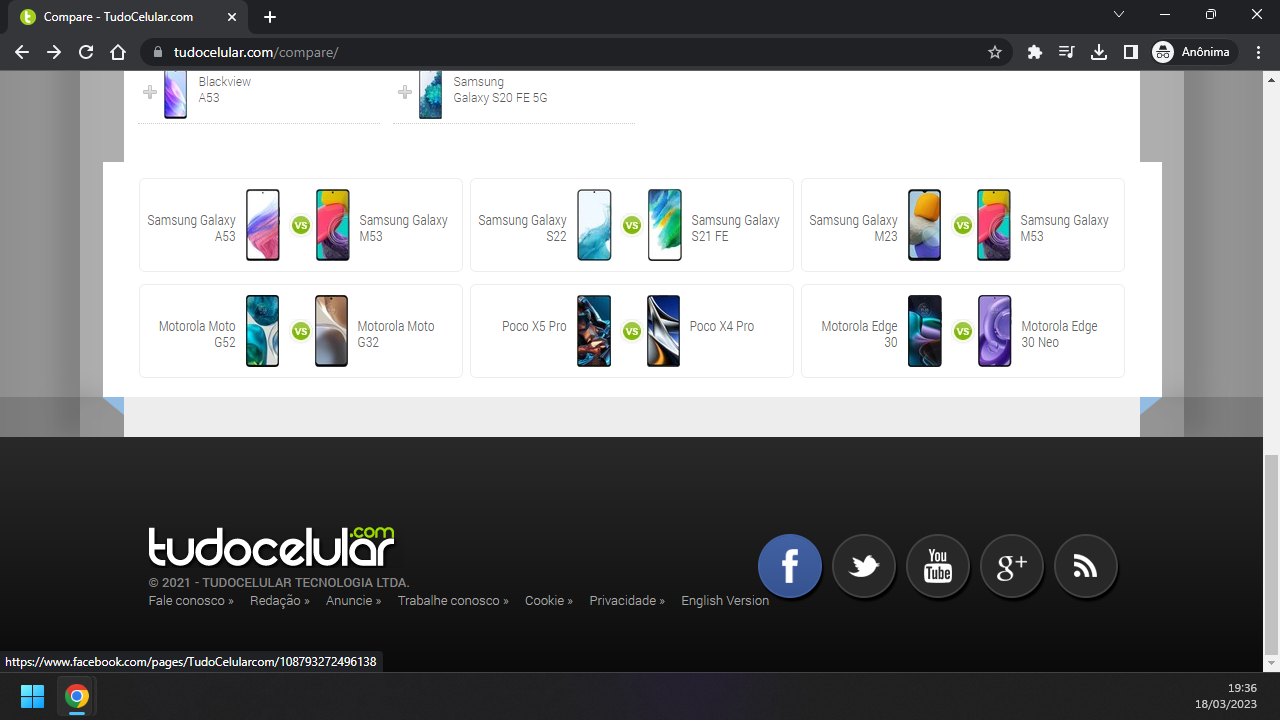 Compare - TudoCelular.com
tudocelular.com/compare/
Anônima
Blackview
A53
Samsung
Galaxy S20 FE 5G
Samsung Galaxy
A53
VS
Samsung Galaxy
M53
Samsung Galaxy
S22
VS
Samsung Galaxy
S21 FE
Samsung Galaxy
M23
VS
Samsung Galaxy
M53
Motorola Moto
G52
VS
Motorola Moto
G32
Poco X5 Pro
VS
Poco X4 Pro
Motorola Edge
30
VS
Motorola Edge
30 Neo
tudocelular.com
© 2021 - TUDOCELULAR TECNOLOGIA LTDA.
Fale conosco » Redação » Anuncie » Trabalhe conosco » Cookie » Privacidade » English Version
f
You
Tube
g+
https://www.facebook.com/pages/TudoCelularcom/108793272496138
19:36
18/03/2023